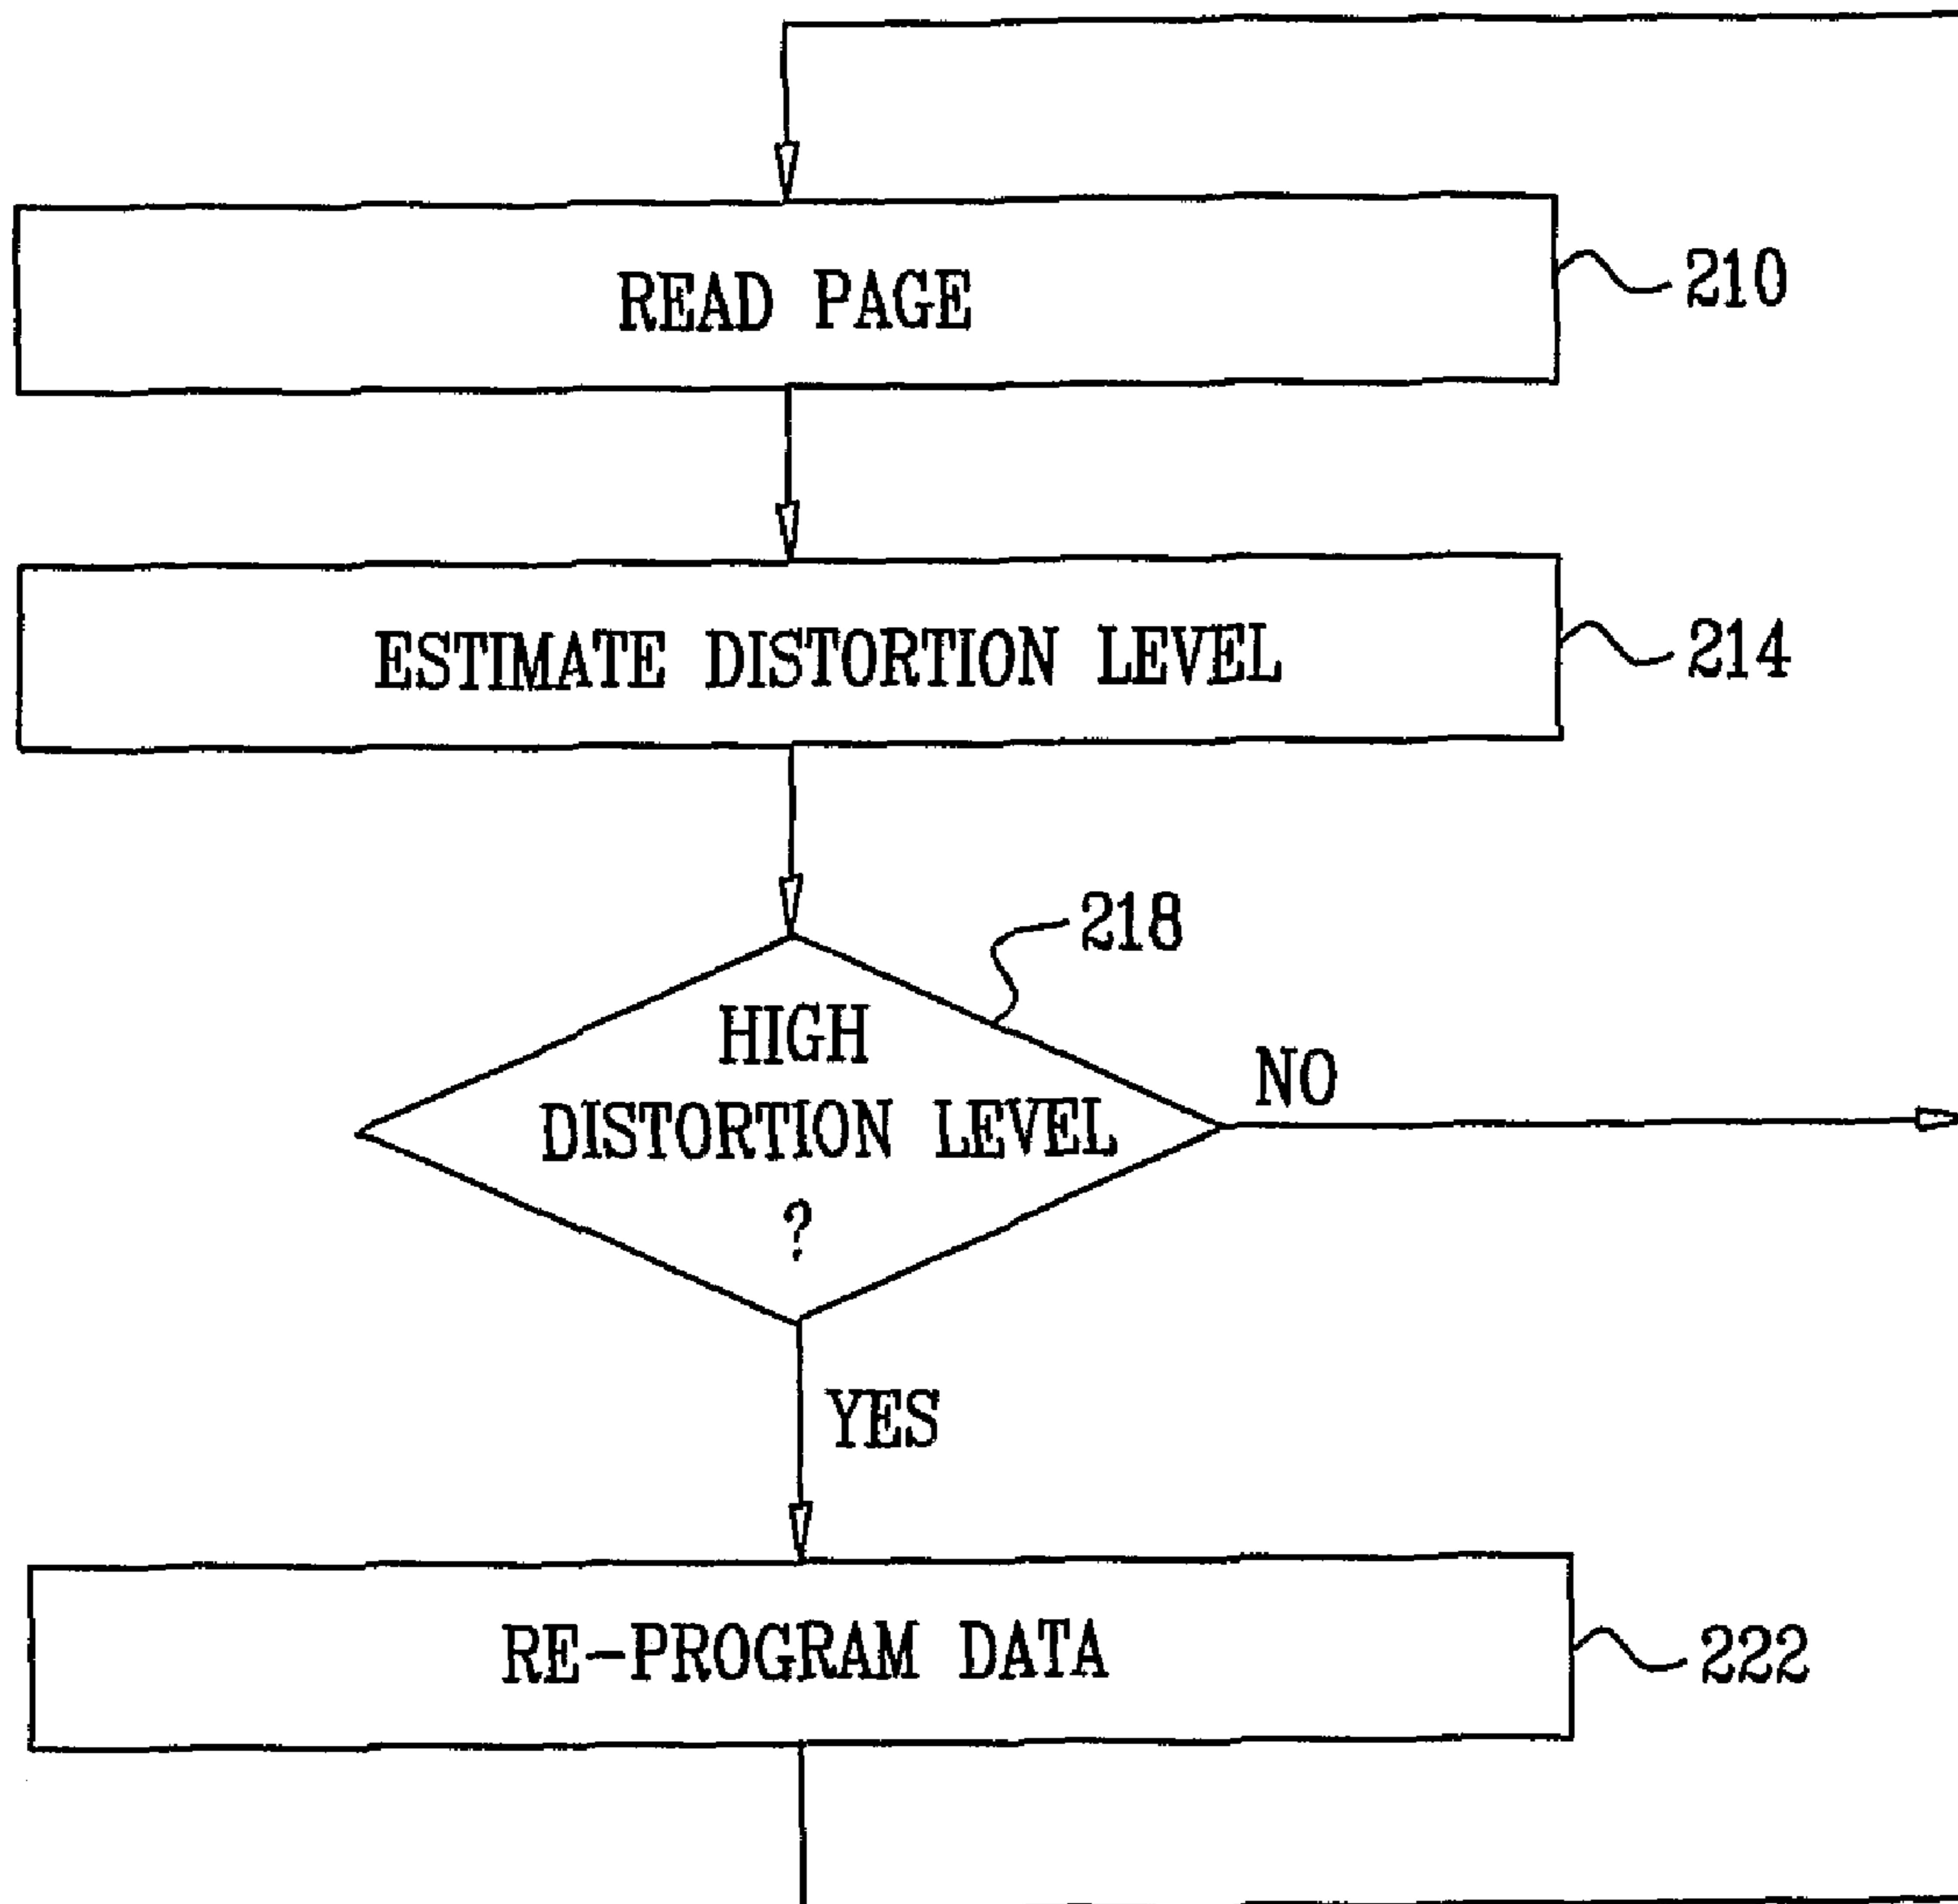 READ PAGE
210
ESTIMATE DISTORTION LEVEL
214
218
HIGH
DISTORTION LEVEL
?
NO
YES
RE-PROGRAM DATA
222